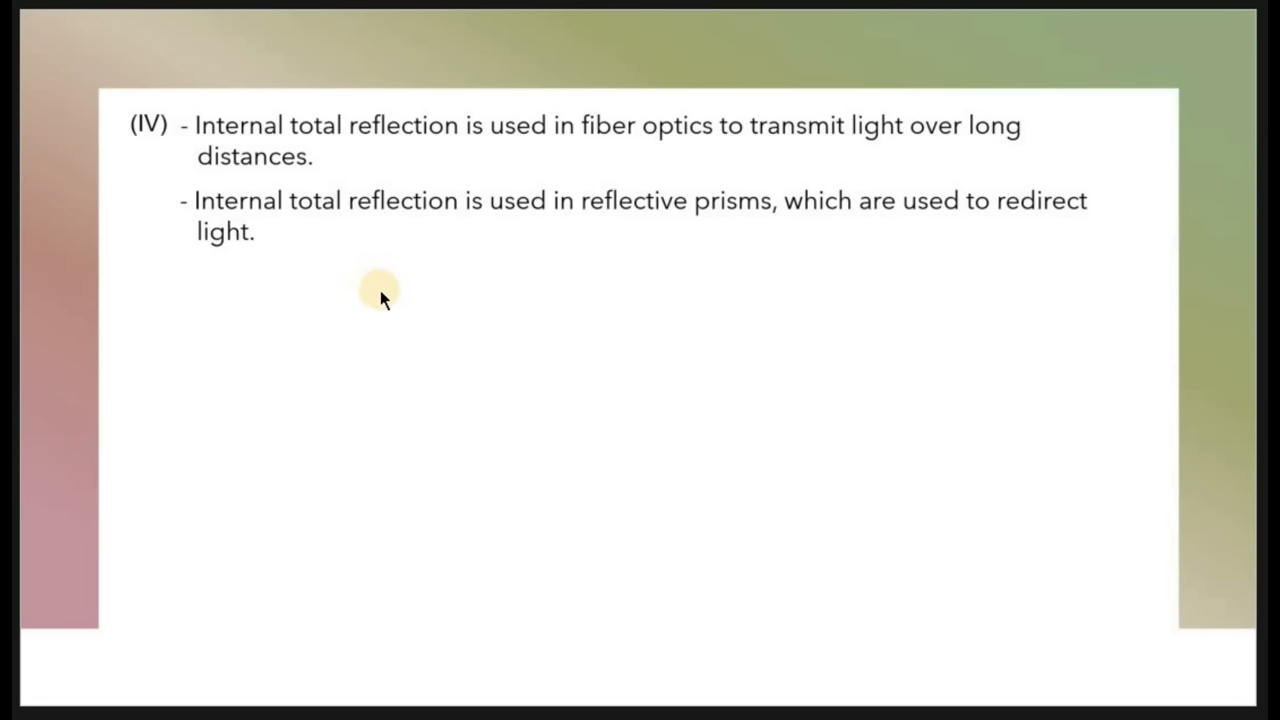 (IV) - Internal total reflection is used in fiber optics to transmit light over long
distances.
- Internal total reflection is used in reflective prisms, which are used to redirect
light.